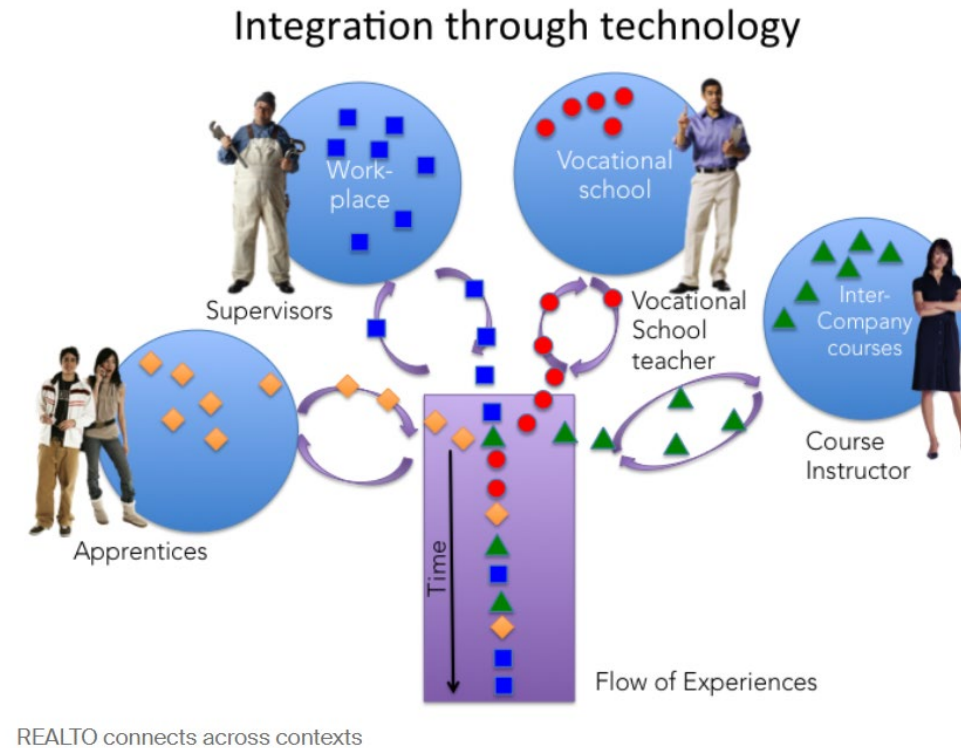 Integration through technology
Work-
place
Vocational
school
Supervisors
Vocational
School
teacher
Inter-
Company
courses
Course
Instructor
Apprentices
Time
Flow of Experiences
REALTO connects across contexts